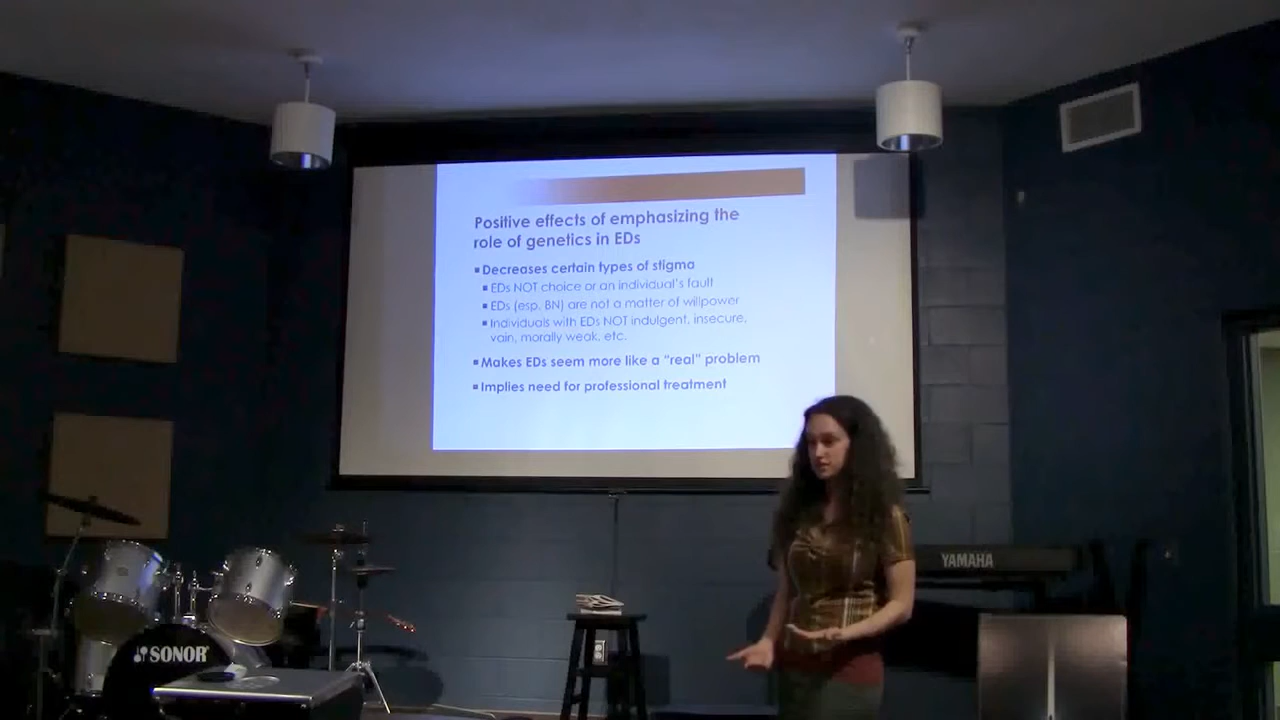 Positive effects of emphasizing the
role of genetics in EDs
Decreases certain types of stigma
EDs NOT choice or an individual's fault
EDs (esp. BN) are not a matter of willpower
Individuals with EDs NOT indulgent, insecure,
vain, morally weak, etc.
Makes EDs seem more like a "real" problem
Implies need for professional treatment
YAMAHA
SONOR